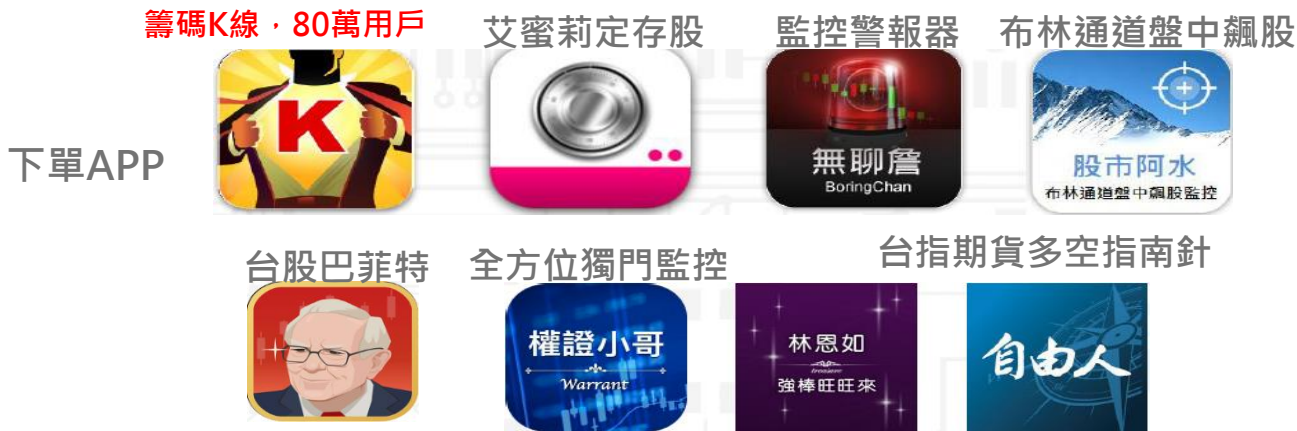 籌碼K線，80萬用戶
艾蜜莉定存股
監控警報器
布林通道盤中飆股
K
無聊詹
BoringChan
股市阿水
布林通道盤中飆股監控
下單APP
台股巴菲特
全方位獨門監控
台指期貨多空指南針
權證小哥
Warrant
林恩如
treasure
強棒旺旺來
自由人